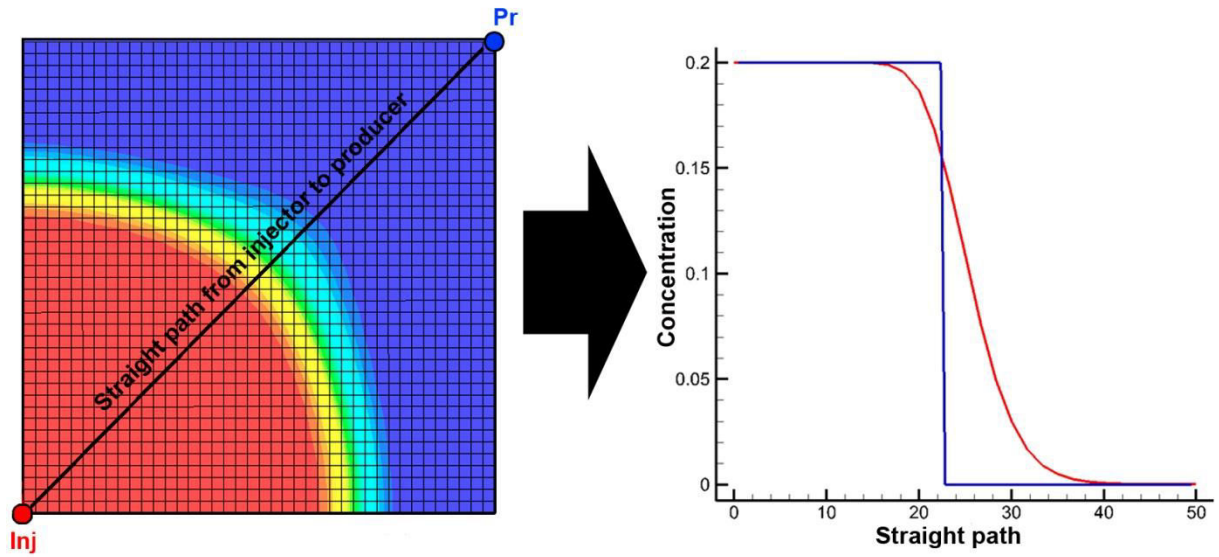 Pr
Straight path from injector to producer
Inj
Concentration
0.2
0.15
0.1
0.05
0
0 10 20 30 40 50
Straight path